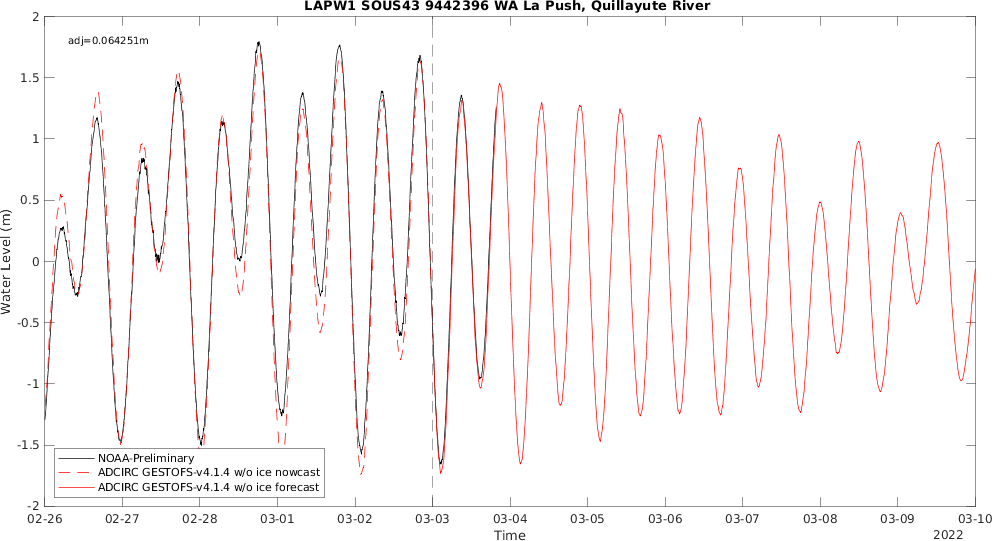 LAPW1 SOUS43 9442396 WA La Push, Quillayute River
adj=0.064251m
2
1.5
1
0.5
0
-0.5
-1
-1.5
-2
Water Level (m)
NOAA-Preliminary
ADCIRC GESTOFS-v4.1.4 w/o ice nowcast
ADCIRC GESTOFS-v4.1.4 w/o ice forecast
02-26 02-27 02-28 03-01 03-02 03-03 03-04 03-05 03-06 03-07 03-08 03-09 03-10
Time
2022